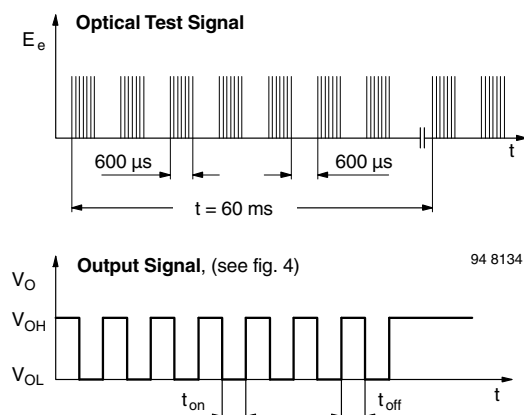 Optical Test Signal
E e
t
600 µs
600 µs
t = 60 ms
Output Signal, (see fig. 4)
94 8134
V O
V OH
V OL
t
t on
t off